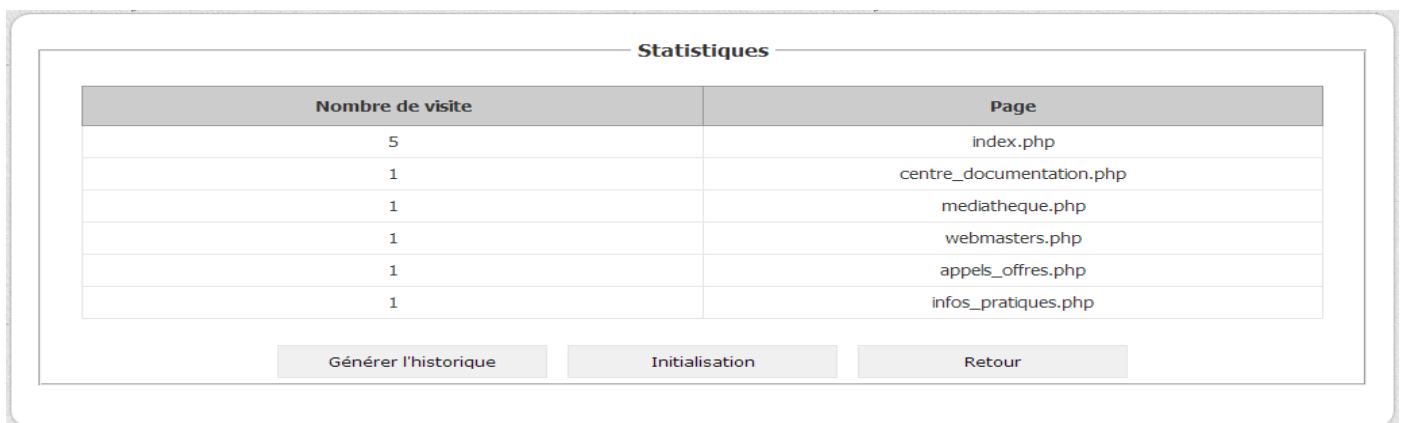 Statistiques
Nombre de visite Page
5 index.php
1 centre_documentation.php
1 mediatheque.php
1 webmasters.php
1 appels_offres.php
1 infos_pratiques.php
Générer l'historique Initialisation Retour